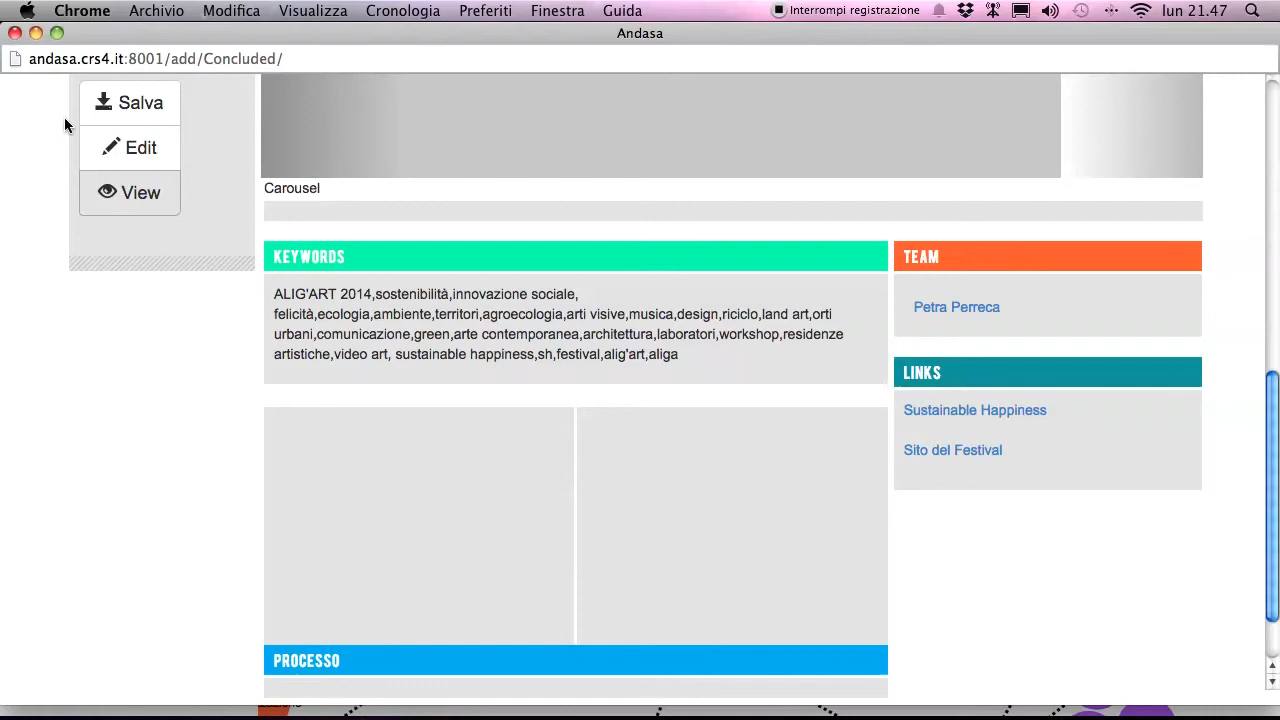 Chrome Archivio Modifica Visualizza Cronologia Preferiti Finestra Guida Interrompi registrazione lun 21.47
Andasa
andasa.crs4.it:8001/add/Concluded/
Salva
Edit
View
Carousel
KEYWORDS
ALIG'ART 2014,sostenibilità,innovazione sociale,
felicità,ecologia,ambiente,territori,agroecologia,arti visive,musica,design,riciclo,land art,orti
urbani,comunicazione,green,arte contemporanea,architettura,laboratori,workshop,residenze
artistiche,video art, sustainable happiness,sh,festival,alig'art,aliga
TEAM
Petra Perreca
LINKS
Sustainable Happiness
Sito del Festival
PROCESSO